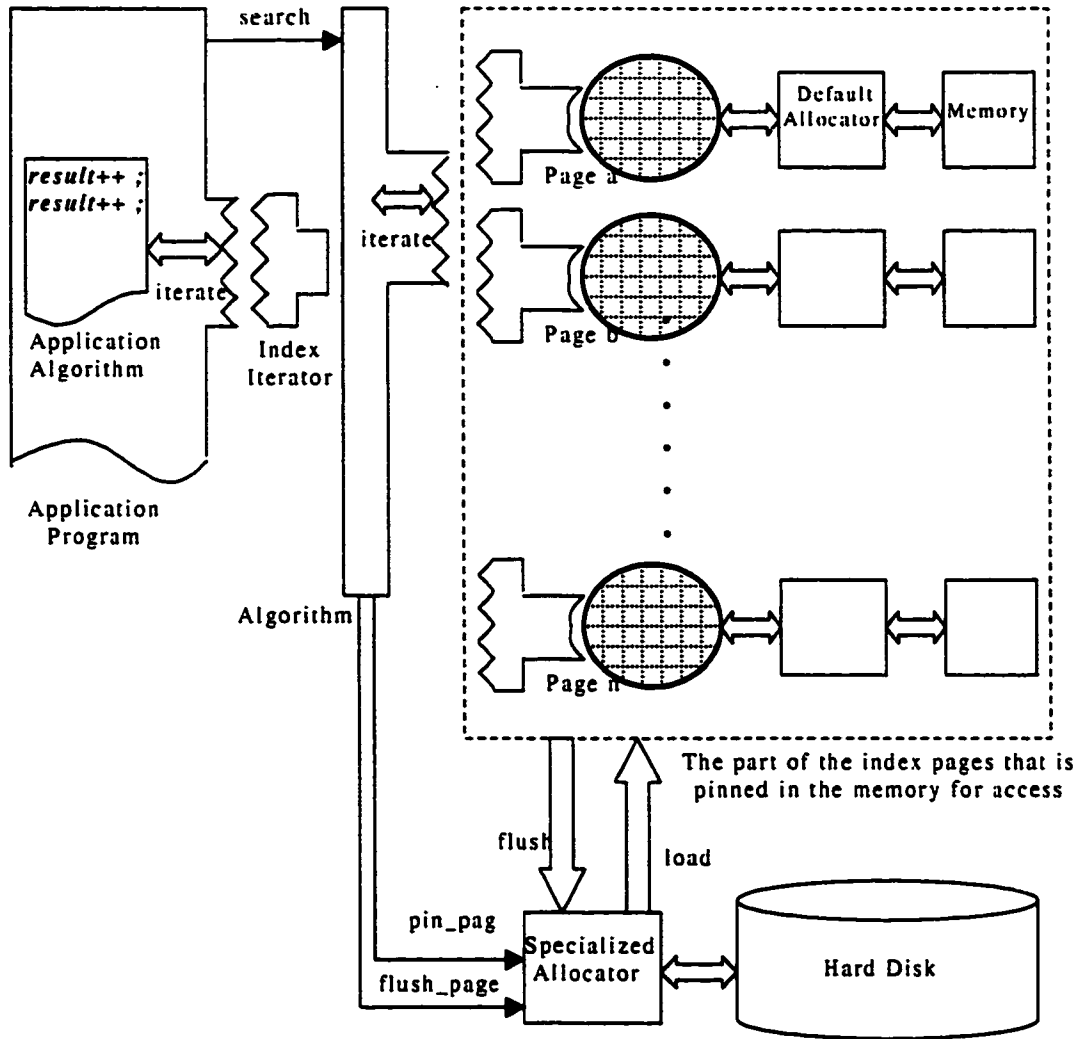 search
result++ ;
result++ ;
iterate
Application
Algorithm
Application
Program
Index
Iterator
iterate
Algorithm
Page a
Default
Allocator
Memory
Page b
Page n
The part of the index pages that is
pinned in the memory for access
flush
load
pin_pag
flush_page
Specialized
Allocator
Hard Disk